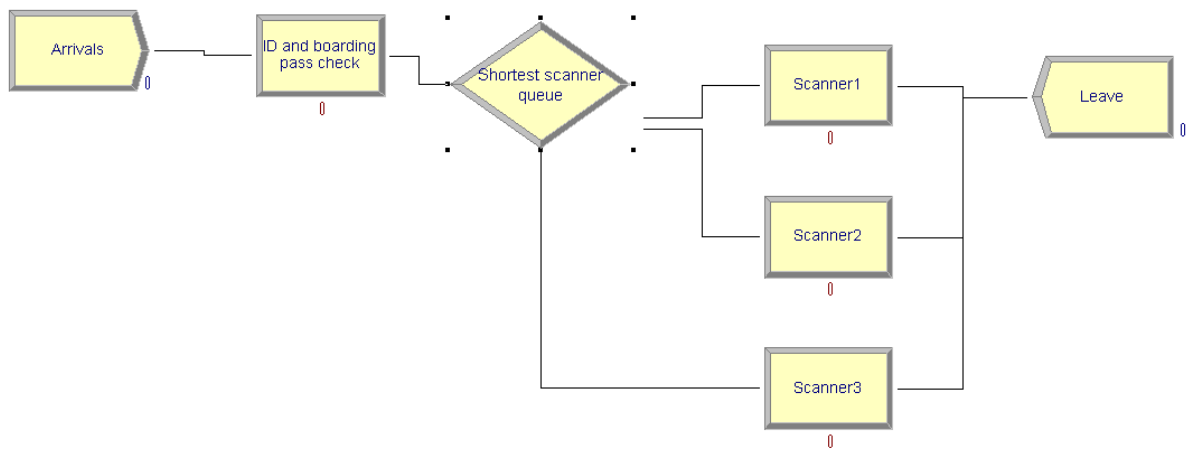 Arrivals
0
ID and boarding
pass check
0
Shortest scanner
queue
Scanner1
0
Scanner2
0
Scanner3
0
Leave
0